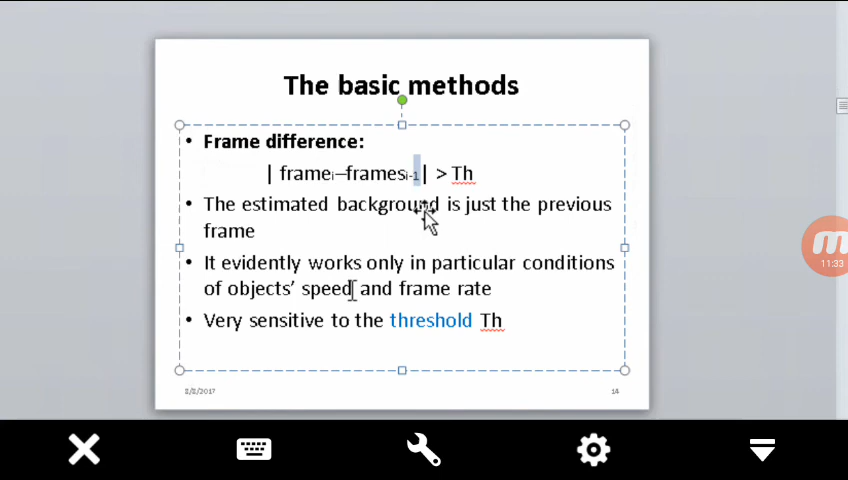 The basic methods
• Frame difference:
| frameᵢ–framesᵢ₋₁| > Th
• The estimated background is just the previous
frame
• It evidently works only in particular conditions
of objects’ speed and frame rate
• Very sensitive to the threshold Th
8/8/2017
14
11:33